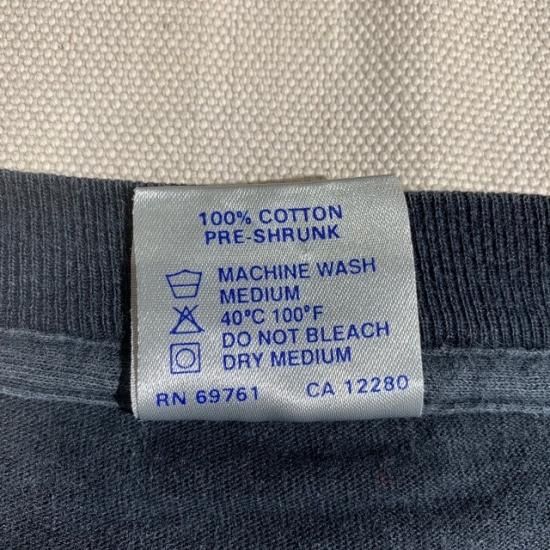 100% COTTON
PRE-SHRUNK
MACHINE WASH
MEDIUM
40°C 100°F
DO NOT BLEACH
DRY MEDIUM
RN 69761 CA 12280